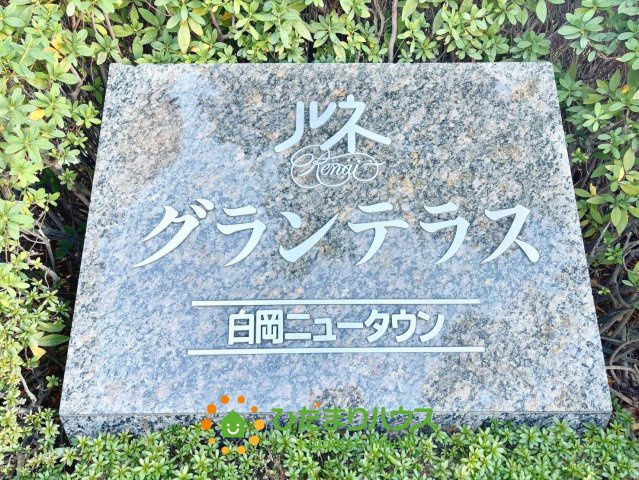 ルネ
Renai
グランテラス
白岡ニュータウン
ひだまりハウス